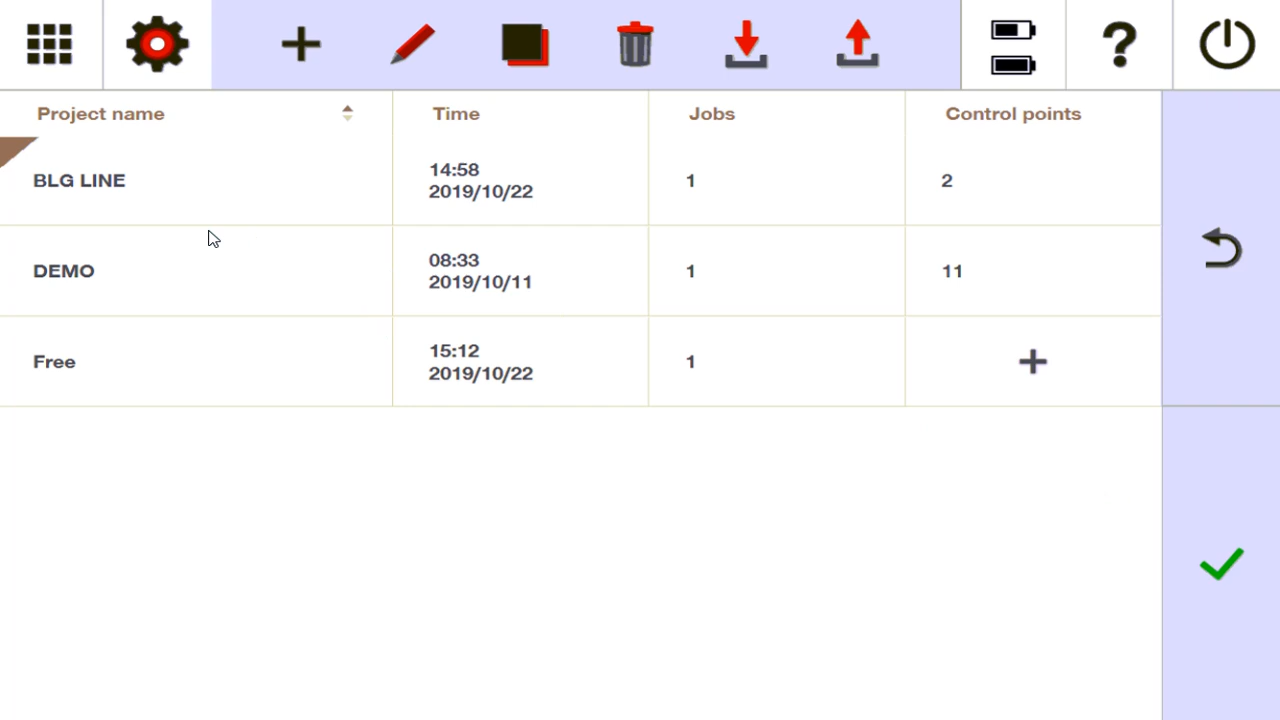 Project name
Time
Jobs
Control points
BLG LINE
14:58
2019/10/22
1
2
DEMO
08:33
2019/10/11
1
11
Free
15:12
2019/10/22
1